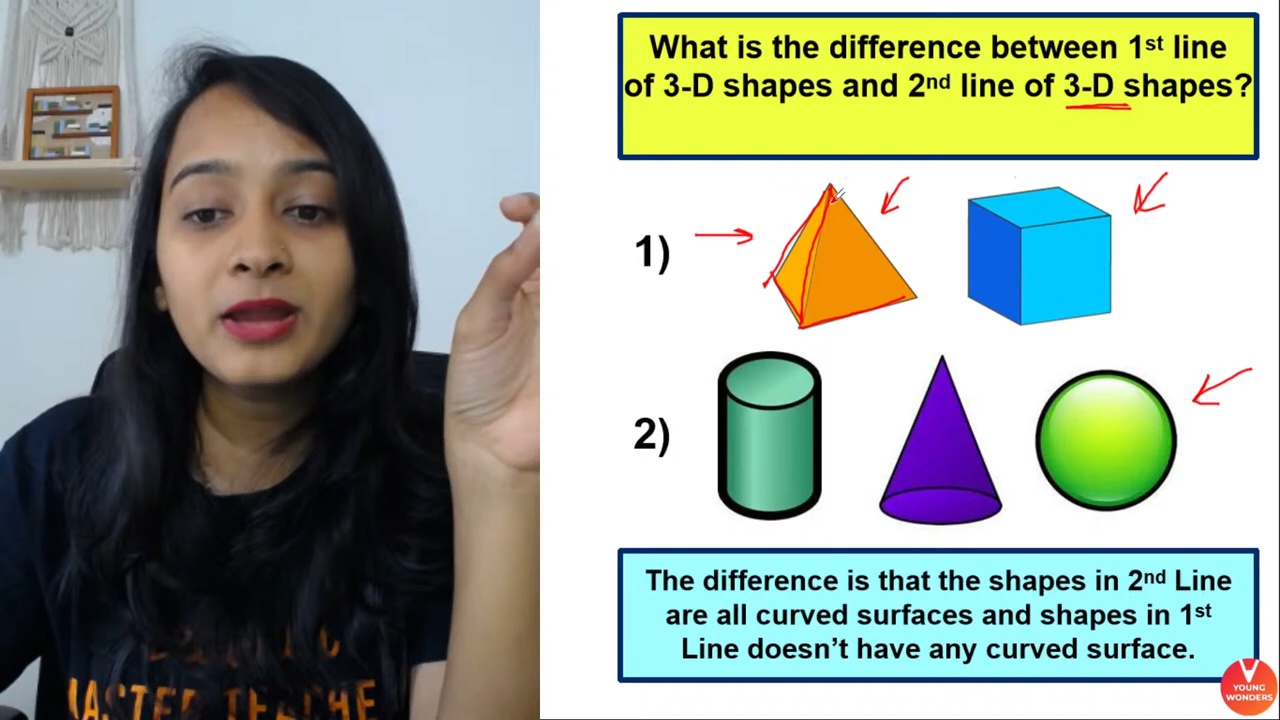 What is the difference between 1st line
of 3-D shapes and 2nd line of 3-D shapes?
1)
2)
The difference is that the shapes in 2nd Line
are all curved surfaces and shapes in 1st
Line doesn't have any curved surface.
MASTER TEACHE
YOUNG
WONDERS